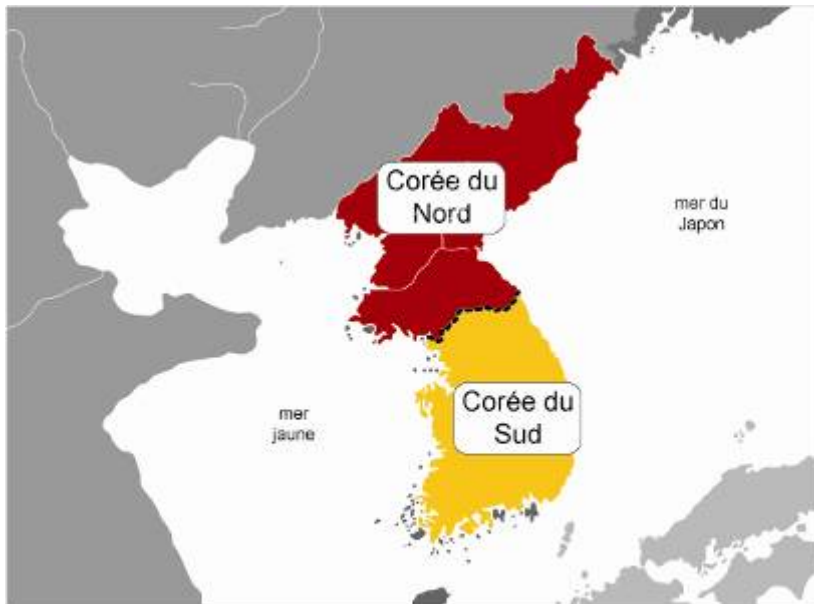 Corée du
Nord
mer du
Japon
Corée du
Sud
mer
jaune